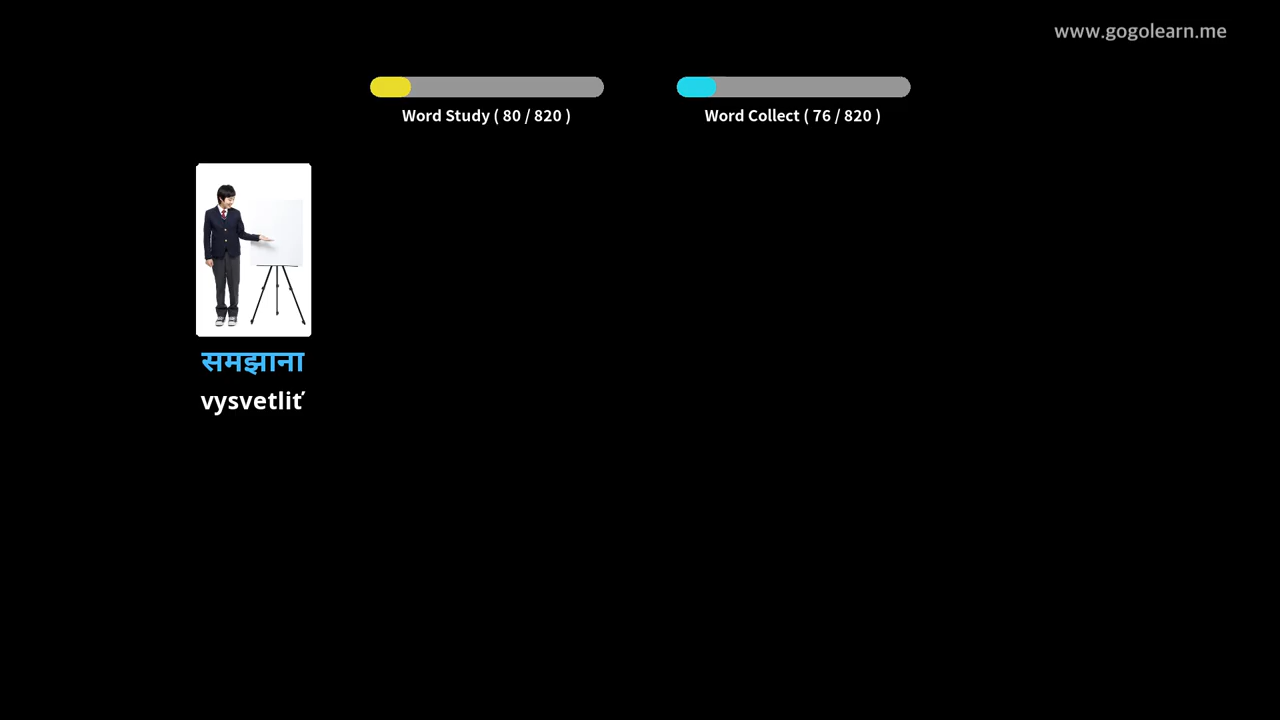 www.gogolearn.me
Word Study ( 80 / 820 )
Word Collect ( 76 / 820 )
समझाना
vysvetliť